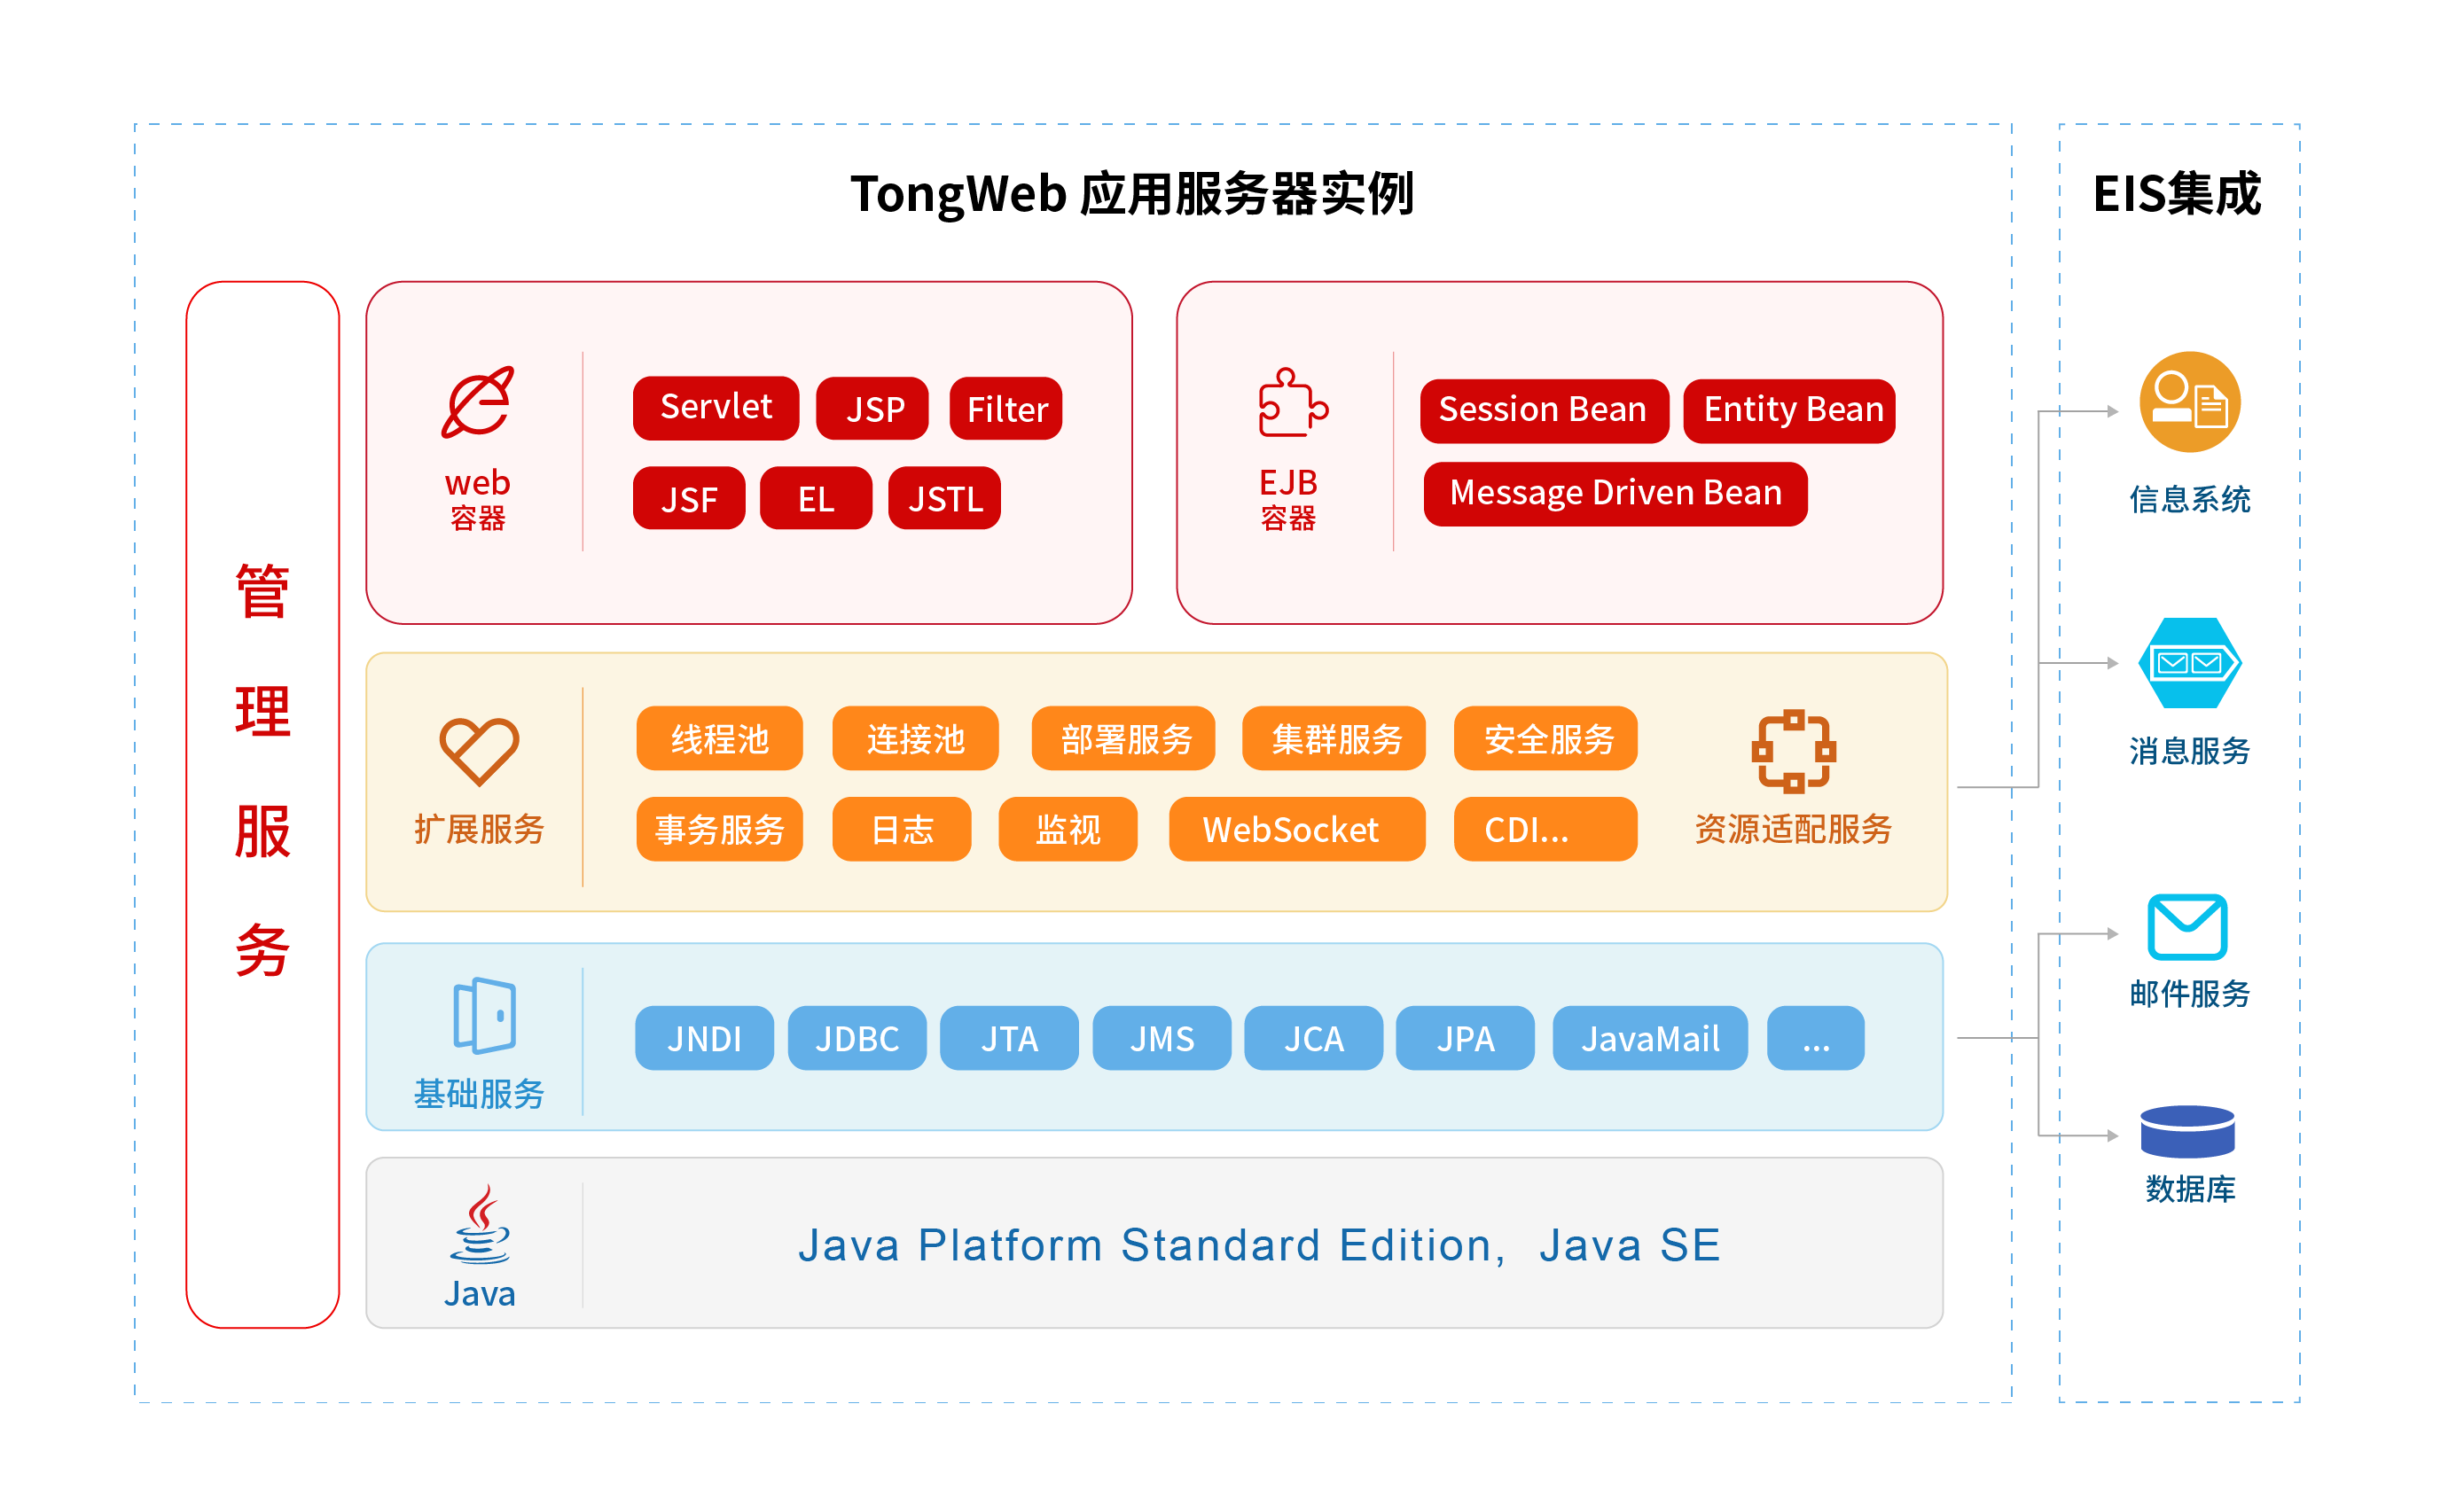 TongWeb 应用服务器实例
管
理
服
务
web
容器
Servlet
JSP
Filter
JSF
EL
JSTL
EJB
容器
Session Bean
Entity Bean
Message Driven Bean
扩展服务
线程池
连接池
部署服务
集群服务
安全服务
事务服务
日志
监视
WebSocket
CDI...
资源适配服务
基础服务
JNDI
JDBC
JTA
JMS
JCA
JPA
JavaMail
...
Java
Java Platform Standard Edition，Java SE
EIS集成
信息系统
消息服务
邮件服务
数据库